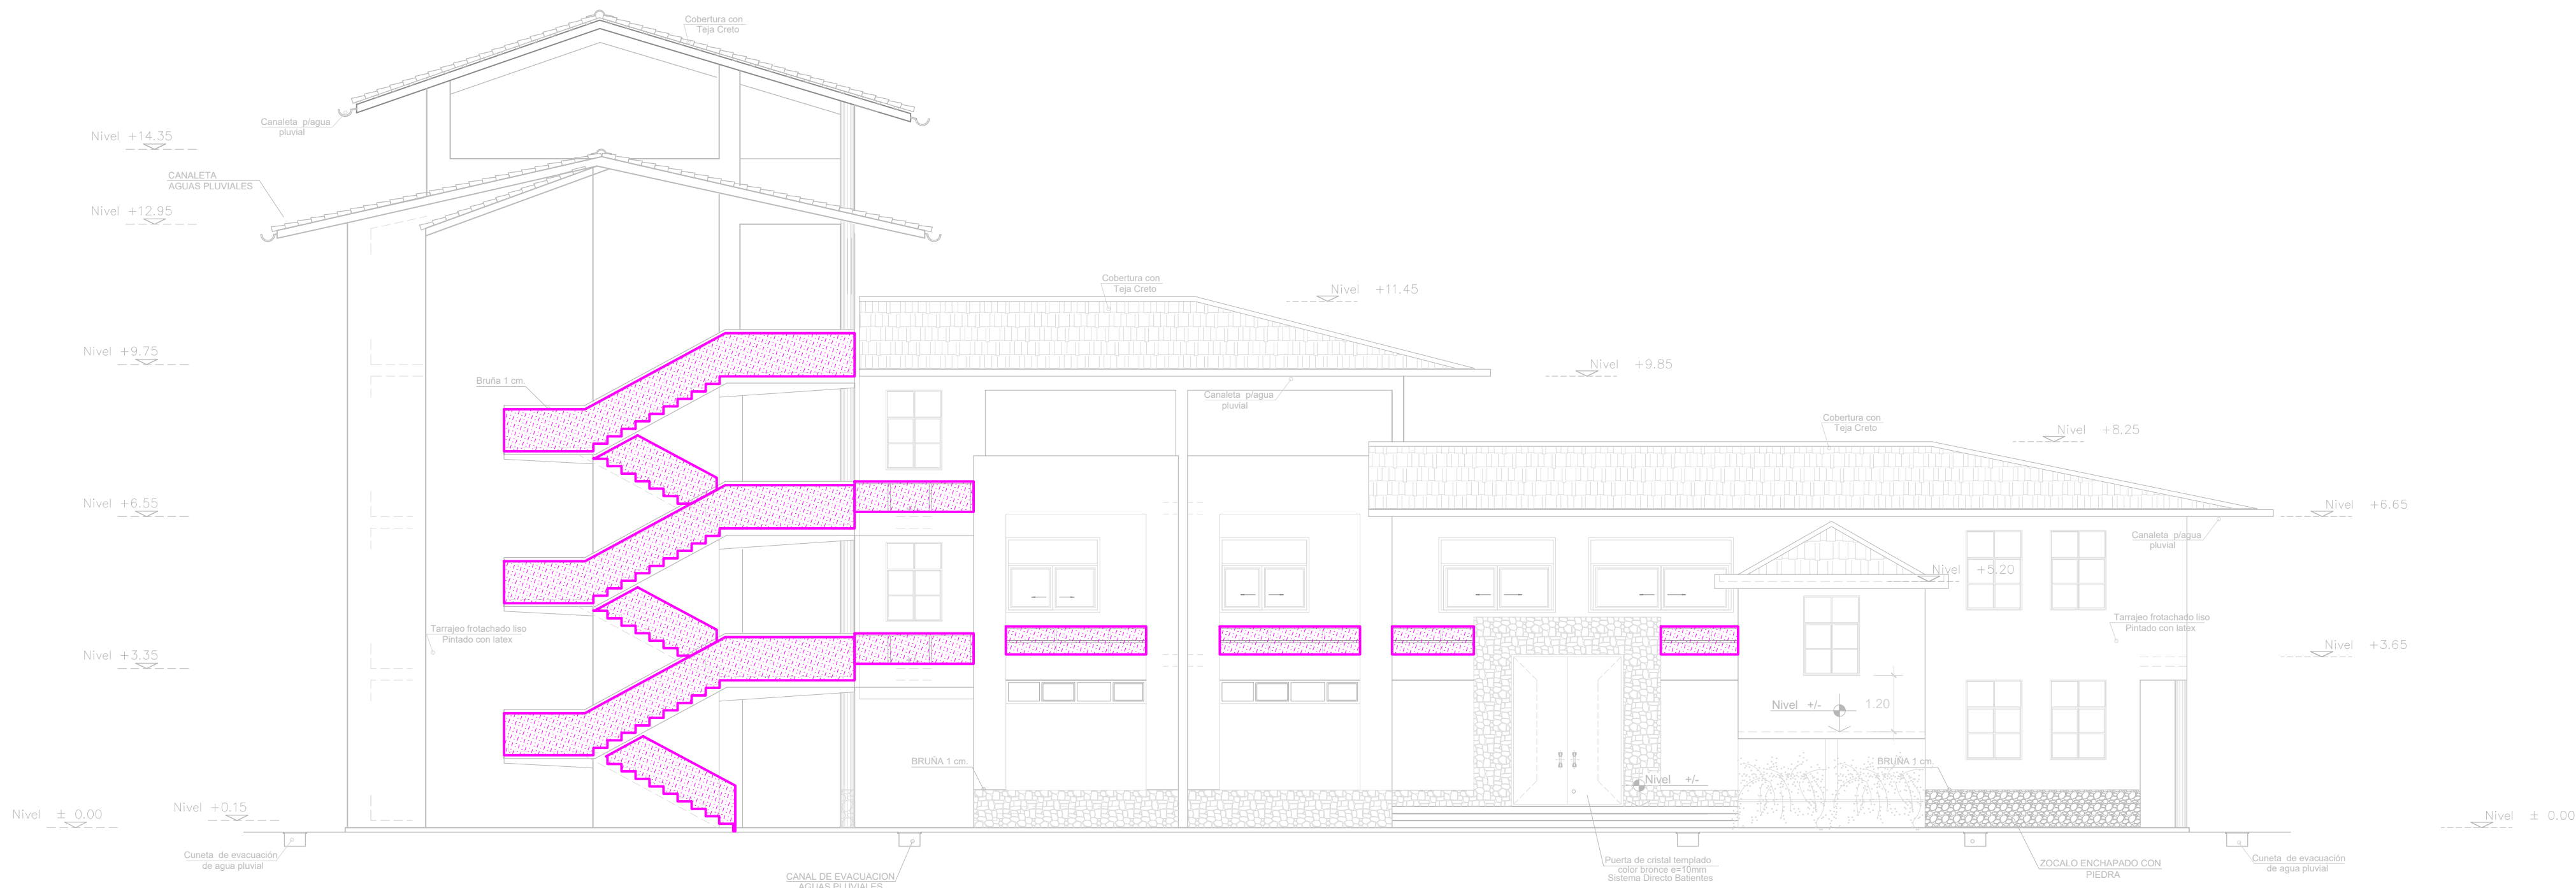 Cobertura con
Teja Creto
Canaleta p/agua
pluvial
Nivel +14.35
CANALETA
AGUAS PLUVIALES
Nivel +12.95
Cobertura con
Teja Creto
Nivel +11.45
Nivel +9.75
Nivel +9.85
Bruña 1 cm.
Canaleta p/agua
pluvial
Cobertura con
Teja Creto
Nivel +8.25
Nivel +6.55
Nivel +6.65
Canaleta p/agua
pluvial
Nivel +5.20
Tarrajeo frotachado liso
Pintado con latex
Tarrajeo frotachado liso
Pintado con latex
Nivel +3.35
Nivel +3.65
Nivel +/-
1.20
BRUÑA 1 cm.
BRUÑA 1 cm.
Nivel +/-
Nivel ± 0.00
Nivel +0.15
Nivel ± 0.00
Cuneta de evacuación
de agua pluvial
CANAL DE EVACUACION
AGUAS PLUVIALES
Puerta de cristal templado
color bronce e=10mm
Sistema Directo Batientes
ZOCALO ENCHAPADO CON
PIEDRA
Cuneta de evacuación
de agua pluvial